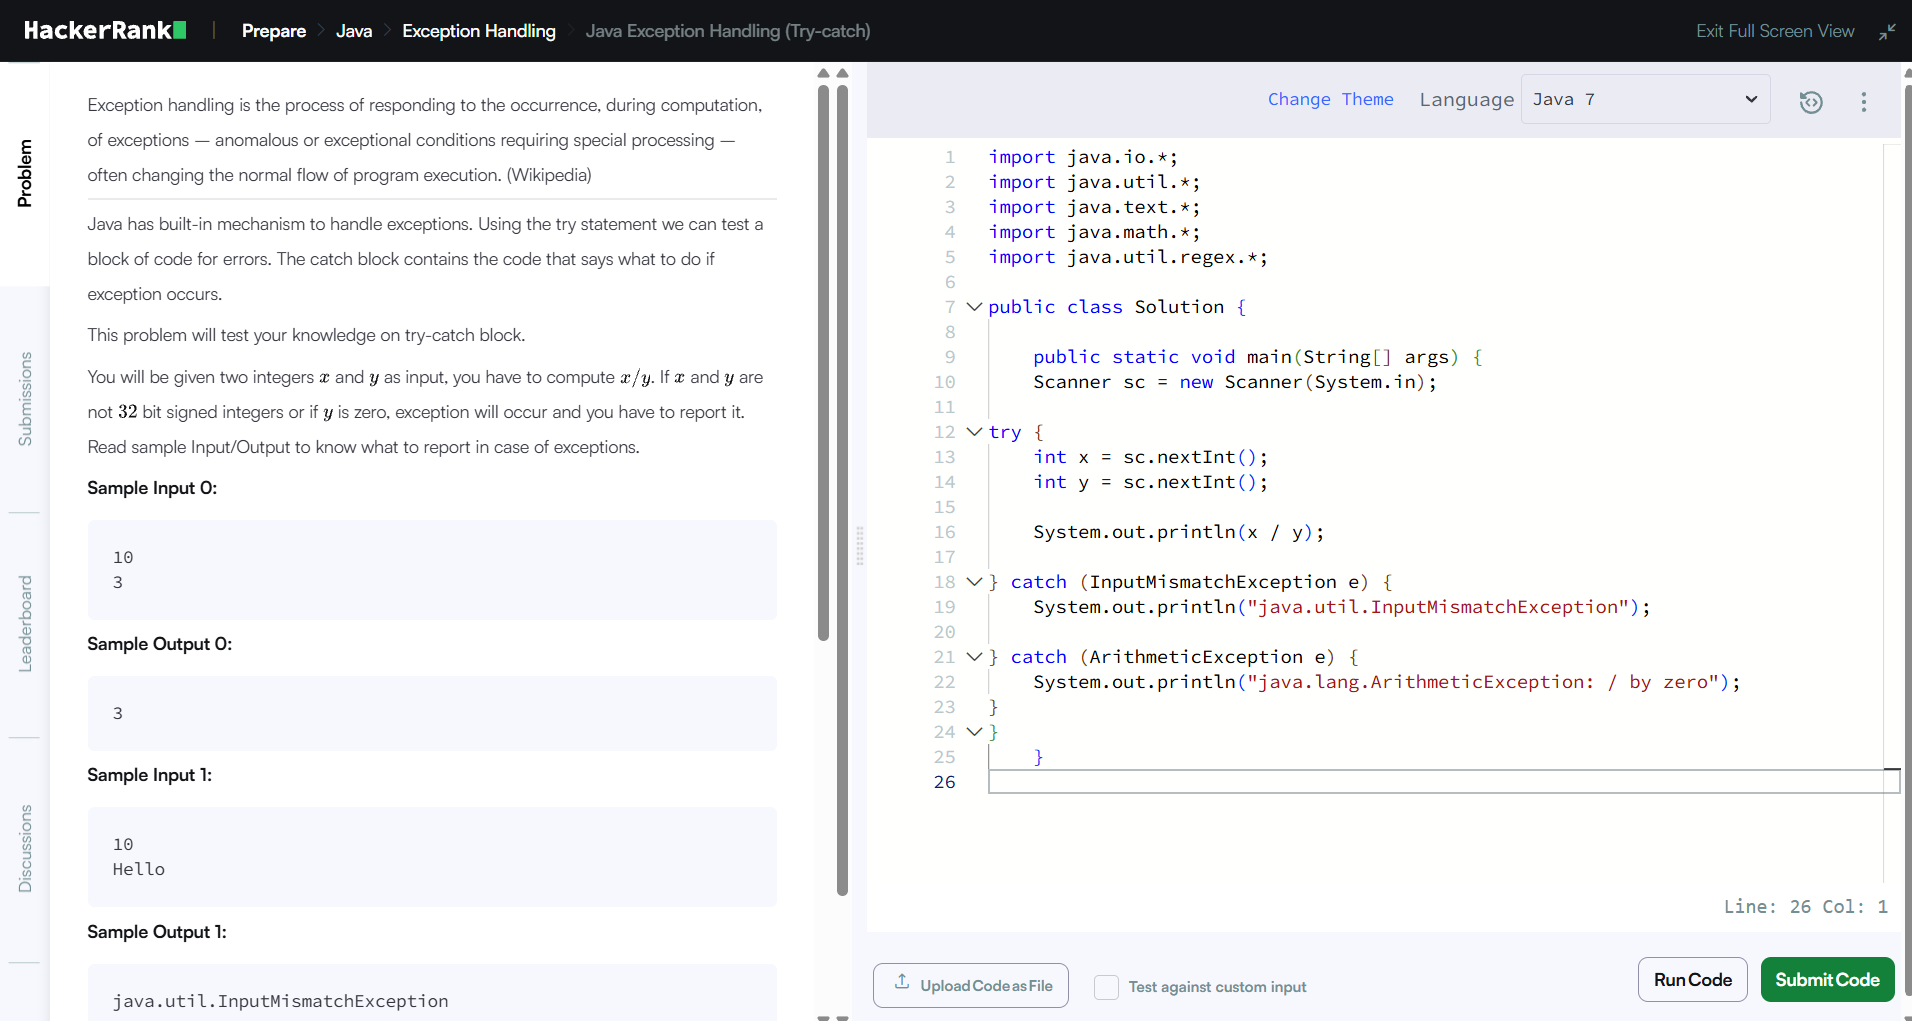 HackerRank | Prepare > Java > Exception Handling > Java Exception Handling (Try-catch) Exit Full Screen View
Problem
Submissions
Leaderboard
Discussions
Exception handling is the process of responding to the occurrence, during computation,
of exceptions — anomalous or exceptional conditions requiring special processing —
often changing the normal flow of program execution. (Wikipedia)
Java has built-in mechanism to handle exceptions. Using the try statement we can test a
block of code for errors. The catch block contains the code that says what to do if
exception occurs.
This problem will test your knowledge on try-catch block.
You will be given two integers x and y as input, you have to compute x/y. If x and y are
not 32 bit signed integers or if y is zero, exception will occur and you have to report it.
Read sample Input/Output to know what to report in case of exceptions.
Sample Input 0:
10
3
Sample Output 0:
3
Sample Input 1:
10
Hello
Sample Output 1:
java.util.InputMismatchException
Change Theme Language Java 7
1 import java.io.*;
2 import java.util.*;
3 import java.text.*;
4 import java.math.*;
5 import java.util.regex.*;
6
7 public class Solution {
8
9 public static void main(String[] args) {
10 Scanner sc = new Scanner(System.in);
11
12 try {
13 int x = sc.nextInt();
14 int y = sc.nextInt();
15
16 System.out.println(x / y);
17
18 } catch (InputMismatchException e) {
19 System.out.println("java.util.InputMismatchException");
20
21 } catch (ArithmeticException e) {
22 System.out.println("java.lang.ArithmeticException: / by zero");
23 }
24 }
25 }
26
Line: 26 Col: 1
Upload Code as File Test against custom input Run Code Submit Code